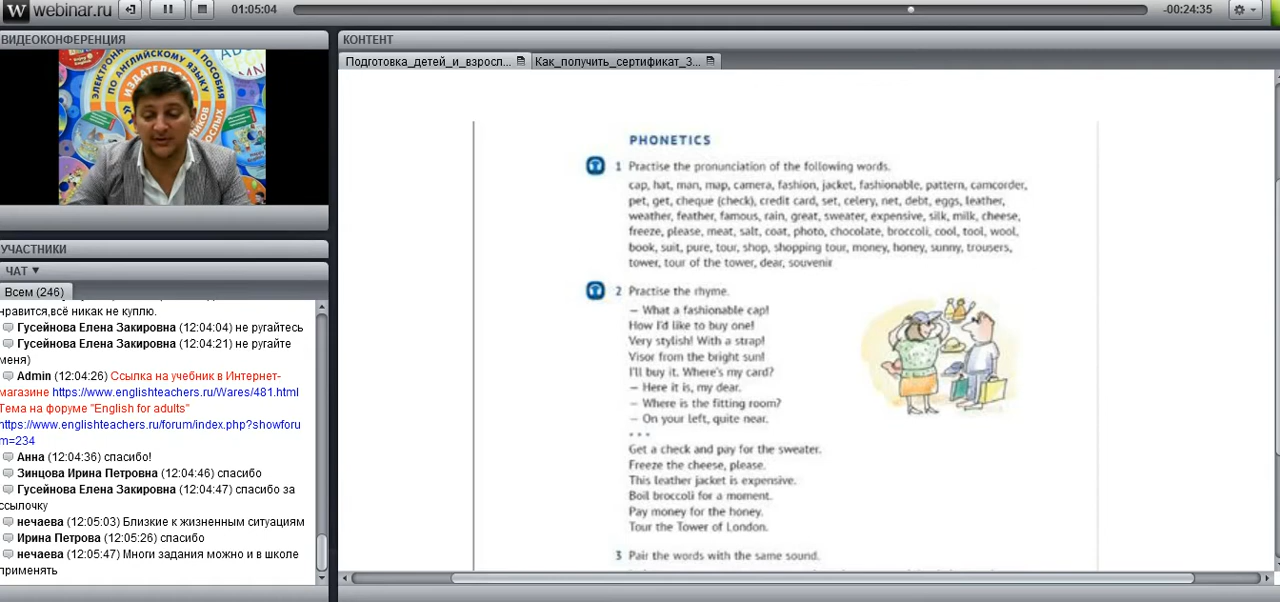 W webinar.ru
01:05:04
-00:24:35
ВИДЕОКОНФЕРЕНЦИЯ
ЭЛЕКТРОННЫЕ
ПОСОБИЯ
ПО АНГЛИЙСКОМУ ЯЗЫКУ
УЧАСТНИКИ
ЧАТ ▼
Всем (246)
нравится,всё никак не куплю.
Гусейнова Елена Закировна (12:04:04) не ругайтесь
Гусейнова Елена Закировна (12:04:21) не ругайте
меня)
Admin (12:04:26) Ссылка на учебник в Интернет-
магазине https://www.englishteachers.ru/Wares/481.html
Тема на форуме "English for adults"
https://www.englishteachers.ru/forum/index.php?showforu
m=234
Анна (12:04:36) спасибо!
Зинцова Ирина Петровна (12:04:46) спасибо
Гусейнова Елена Закировна (12:04:47) спасибо за
ссылочку
нечаева (12:05:03) Близкие к жизненным ситуациям
Ирина Петрова (12:05:26) спасибо
нечаева (12:05:47) Многи задания можно и в школе
применять
КОНТЕНТ
Подготовка_детей_и_взросл...
Как_получить_сертификат_3...
PHONETICS
1 Practise the pronunciation of the following words.
cap, hat, man, map, camera, fashion, jacket, fashionable, pattern, camcorder,
pet, get, cheque (check), credit card, set, celery, net, debt, eggs, leather,
weather, feather, famous, rain, great, sweater, expensive, silk, milk, cheese,
freeze, please, meat, salt, coat, photo, chocolate, broccoli, cool, tool, wool,
book, suit, pure, tour, shop, shopping tour, money, honey, sunny, trousers,
tower, tour of the tower, dear, souvenir
2 Practise the rhyme.
– What a fashionable cap!
How I'd like to buy one!
Very stylish! With a strap!
Visor from the bright sun!
I'll buy it. Where's my card?
– Here it is, my dear.
– Where is the fitting room?
– On your left, quite near.
* * *
Get a check and pay for the sweater.
Freeze the cheese, please.
This leather jacket is expensive.
Boil broccoli for a moment.
Pay money for the honey.
Tour the Tower of London.
3 Pair the words with the same sound.